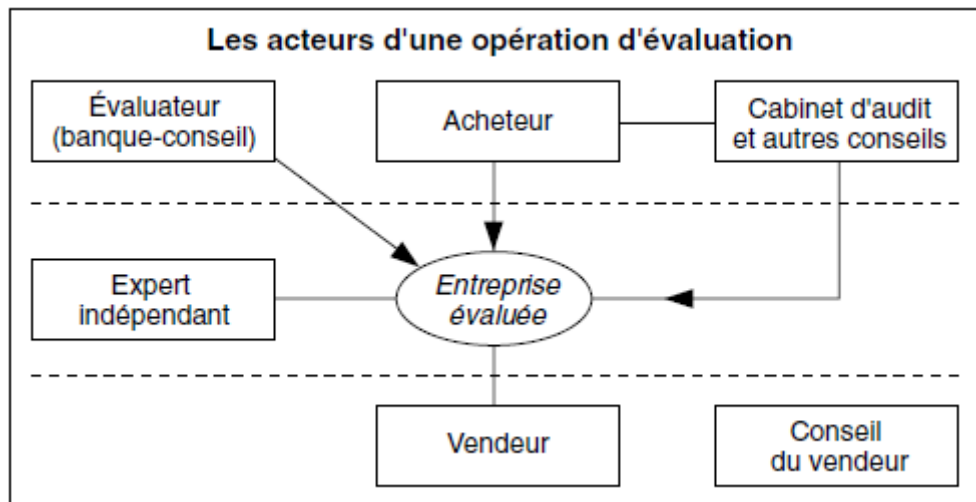 Les acteurs d'une opération d'évaluation
Évaluateur
(banque-conseil)
Acheteur
Cabinet d'audit
et autres conseils
Expert
indépendant
Entreprise
évaluée
Vendeur
Conseil
du vendeur